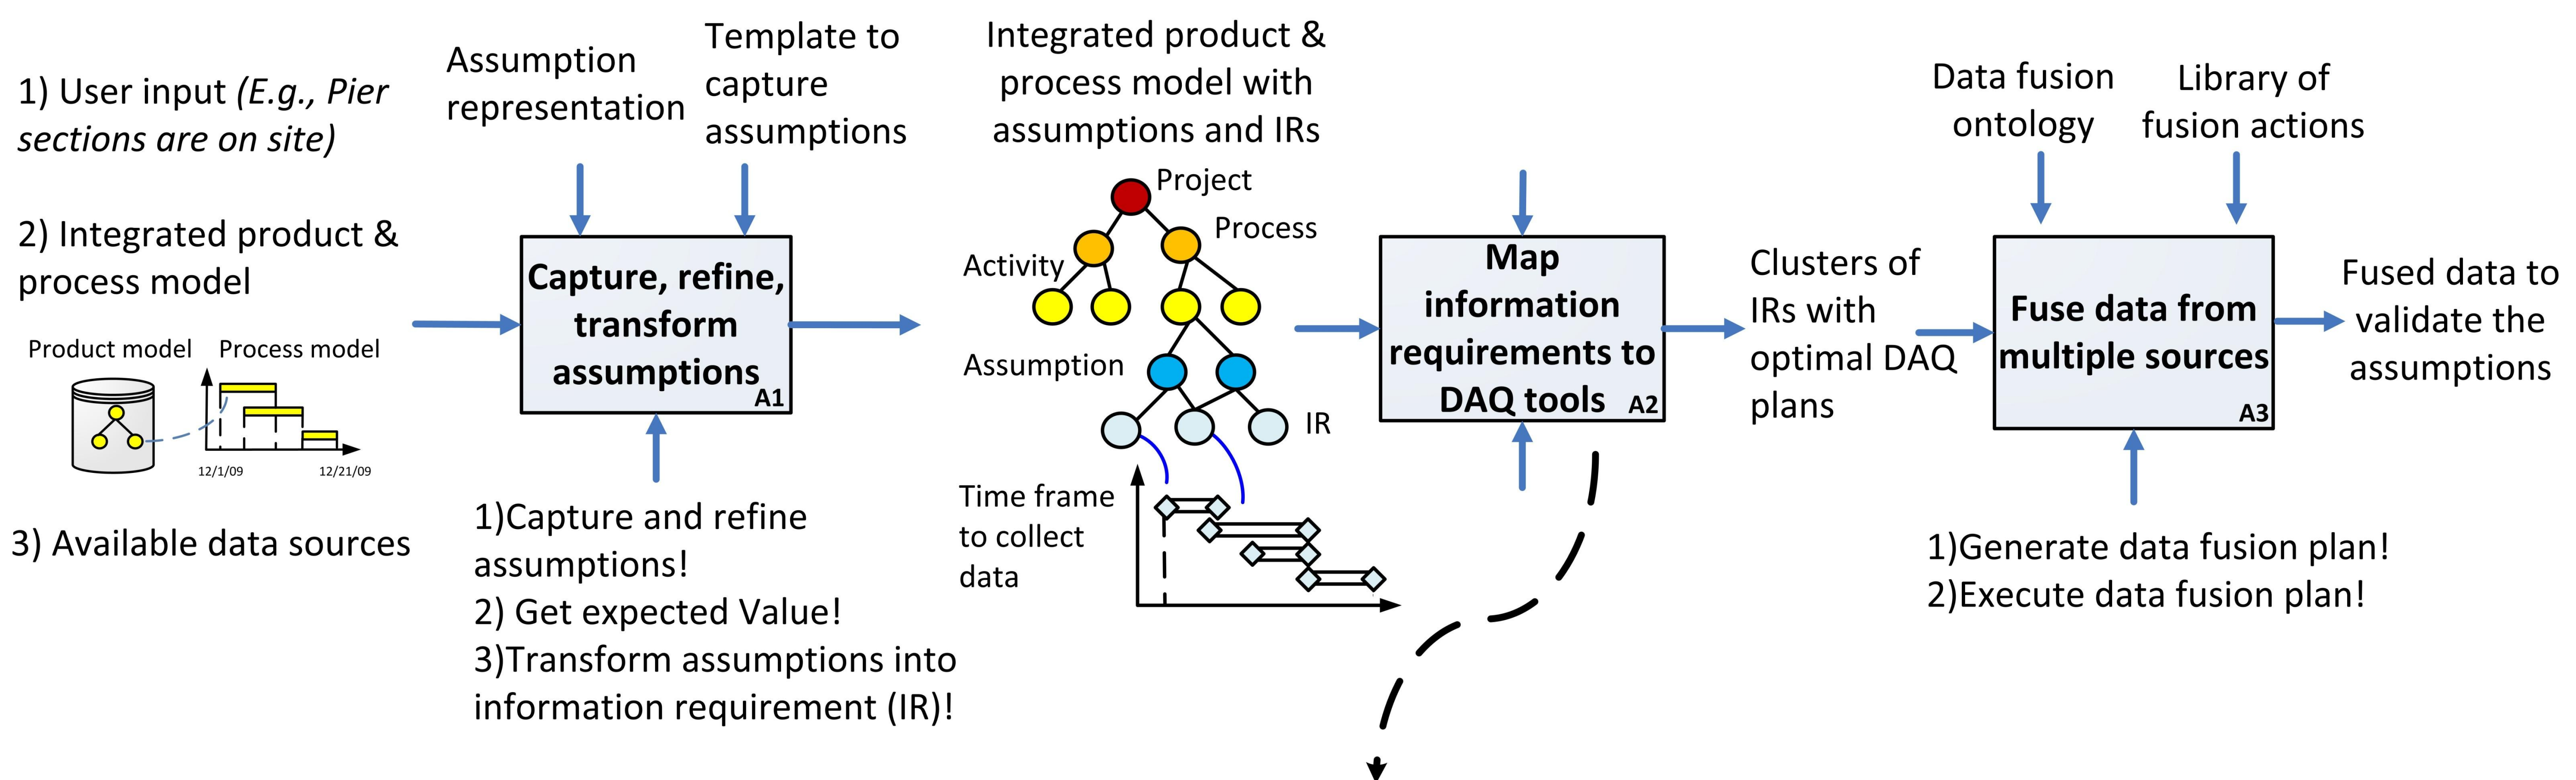 1) User input (E.g., Pier
sections are on site)
2) Integrated product &
process model
Product model
Process model
12/1/09
12/21/09
3) Available data sources
Assumption
representation
Template to
capture
assumptions
Capture, refine,
transform
assumptions
A1
1)Capture and refine
assumptions!
2) Get expected Value!
3)Transform assumptions into
information requirement (IR)!
Integrated product &
process model with
assumptions and IRs
Project
Process
Activity
Assumption
IR
Time frame
to collect
data
Map
information
requirements to
DAQ tools
A2
Clusters of
IRs with
optimal DAQ
plans
Data fusion
ontology
Library of
fusion actions
Fuse data from
multiple sources
A3
1)Generate data fusion plan!
2)Execute data fusion plan!
Fused data to
validate the
assumptions